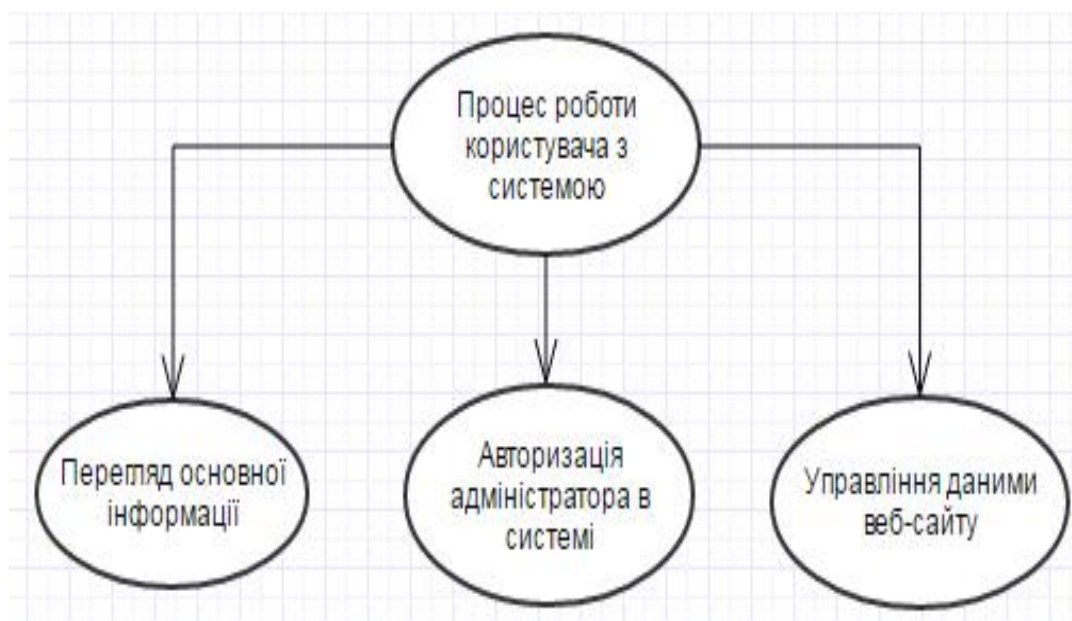 Процес роботи
користувача з
системою
Перегляд основної
інформації
Авторизація
адміністратора в
системі
Управління даними
веб-сайту